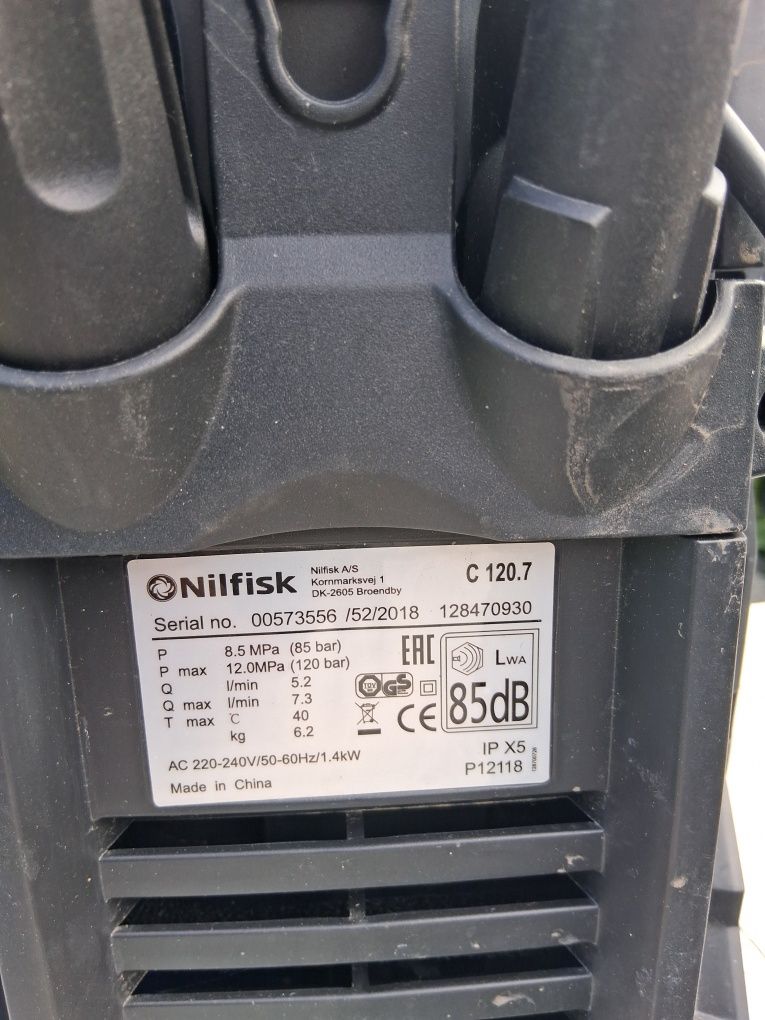 Nilfisk
Nilfisk A/S
Kornmarksvej 1
DK-2605 Broendby
C 120.7
Serial no. 00573556 /52/2018 128470930
P 8.5 MPa (85 bar)
P max 12.0MPa (120 bar)
Q l/min 5.2
Q max l/min 7.3
T max °C 40
kg 6.2
EAC
LWA
85dB
TÜV GS
CE
AC 220-240V/50-60Hz/1.4kW
IP X5
P12118
Made in China